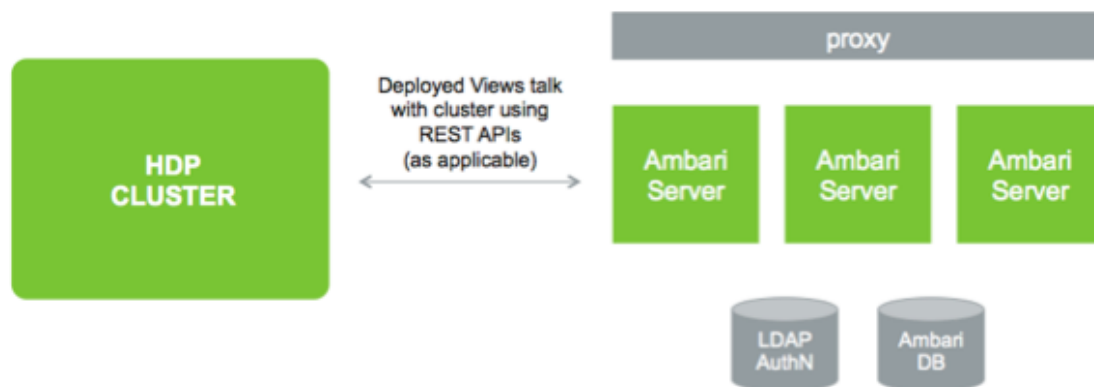 HDP
CLUSTER
Deployed Views talk
with cluster using
REST APIs
(as applicable)
proxy
Ambari
Server
Ambari
Server
Ambari
Server
LDAP
AuthN
Ambari
DB